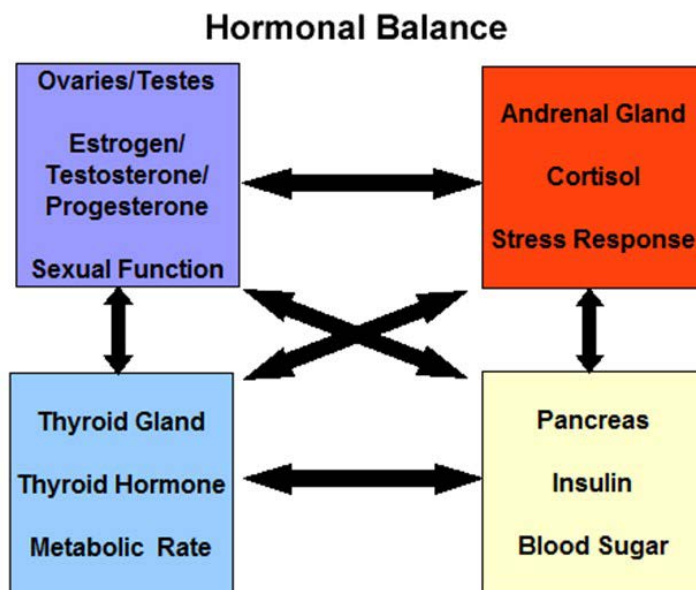 Hormonal Balance
Ovaries/Testes
Estrogen/
Testosterone/
Progesterone
Sexual Function
Andrenal Gland
Cortisol
Stress Response
Thyroid Gland
Thyroid Hormone
Metabolic Rate
Pancreas
Insulin
Blood Sugar